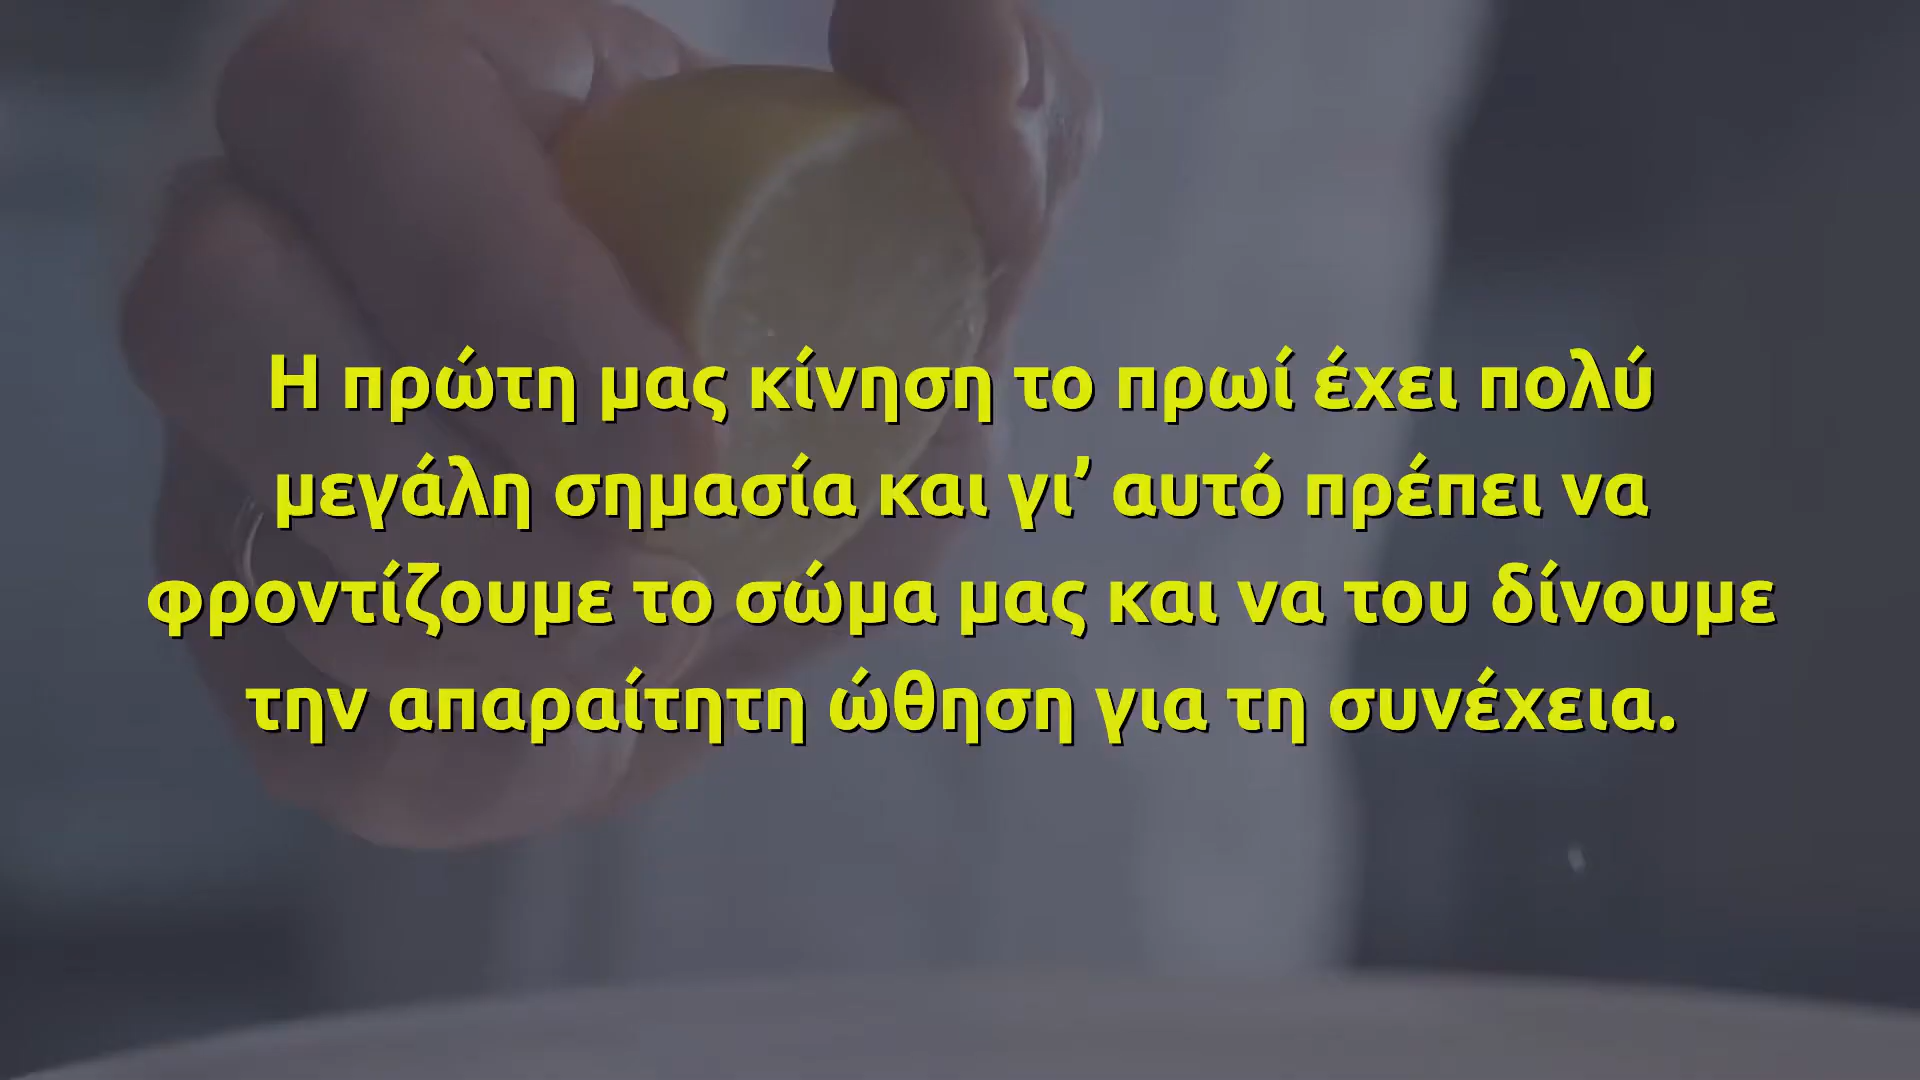 Η πρώτη μας κίνηση το πρωί έχει πολύ
μεγάλη σημασία και γι’ αυτό πρέπει να
φροντίζουμε το σώμα μας και να του δίνουμε
την απαραίτητη ώθηση για τη συνέχεια.